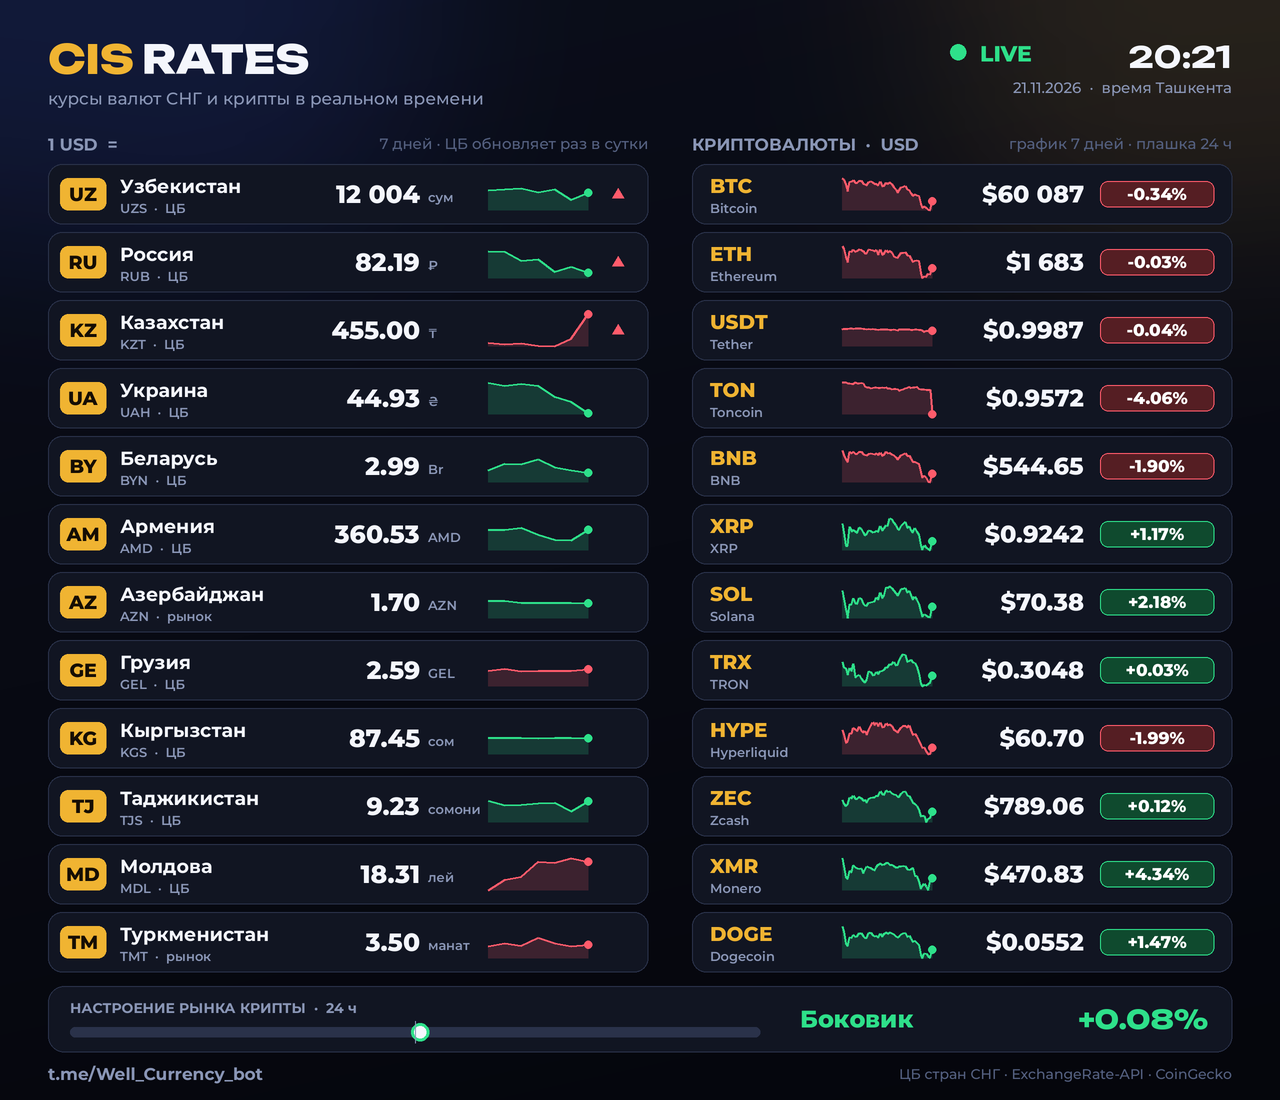 CIS RATES
курсы валют СНГ и крипты в реальном времени
LIVE
20:21
21.11.2026 · время Ташкента
1 USD =
7 дней · ЦБ обновляет раз в сутки
UZ Узбекистан 12 004 сум
UZS · ЦБ
RU Россия 82.19 ₽
RUB · ЦБ
KZ Казахстан 455.00 ₸
KZT · ЦБ
UA Украина 44.93 ₴
UAH · ЦБ
BY Беларусь 2.99 Br
BYN · ЦБ
AM Армения 360.53 AMD
AMD · ЦБ
AZ Азербайджан 1.70 AZN
AZN · рынок
GE Грузия 2.59 GEL
GEL · ЦБ
KG Кыргызстан 87.45 сом
KGS · ЦБ
TJ Таджикистан 9.23 сомони
TJS · ЦБ
MD Молдова 18.31 лей
MDL · ЦБ
TM Туркменистан 3.50 манат
TMT · рынок
КРИПТОВАЛЮТЫ · USD
график 7 дней · плашка 24 ч
BTC $60 087 -0.34%
Bitcoin
ETH $1 683 -0.03%
Ethereum
USDT $0.9987 -0.04%
Tether
TON $0.9572 -4.06%
Toncoin
BNB $544.65 -1.90%
BNB
XRP $0.9242 +1.17%
XRP
SOL $70.38 +2.18%
Solana
TRX $0.3048 +0.03%
TRON
HYPE $60.70 -1.99%
Hyperliquid
ZEC $789.06 +0.12%
Zcash
XMR $470.83 +4.34%
Monero
DOGE $0.0552 +1.47%
Dogecoin
НАСТРОЕНИЕ РЫНКА КРИПТЫ · 24 ч
Боковик
+0.08%
t.me/Well_Currency_bot
ЦБ стран СНГ · ExchangeRate-API · CoinGecko